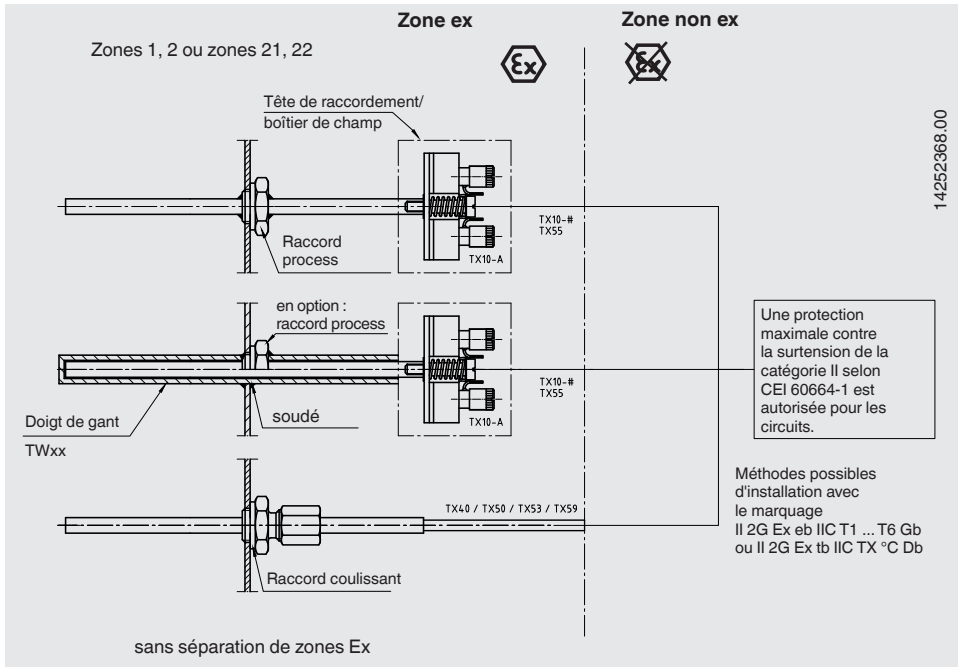 Zone ex
Zone non ex
Zones 1, 2 ou zones 21, 22
Ex
Ex
14252368.00
Tête de raccordement/
boîtier de champ
TX10-#
TX55
TX10-A
Raccord
process
en option :
raccord process
TX10-#
TX55
TX10-A
Doigt de gant
TWxx
soudé
Une protection
maximale contre
la surtension de la
catégorie II selon
CEI 60664-1 est
autorisée pour les
circuits.
Méthodes possibles
d'installation avec
le marquage
II 2G Ex eb IIC T1 ... T6 Gb
ou II 2G Ex tb IIC TX °C Db
TX40 / TX50 / TX53 / TX59
Raccord coulissant
sans séparation de zones Ex